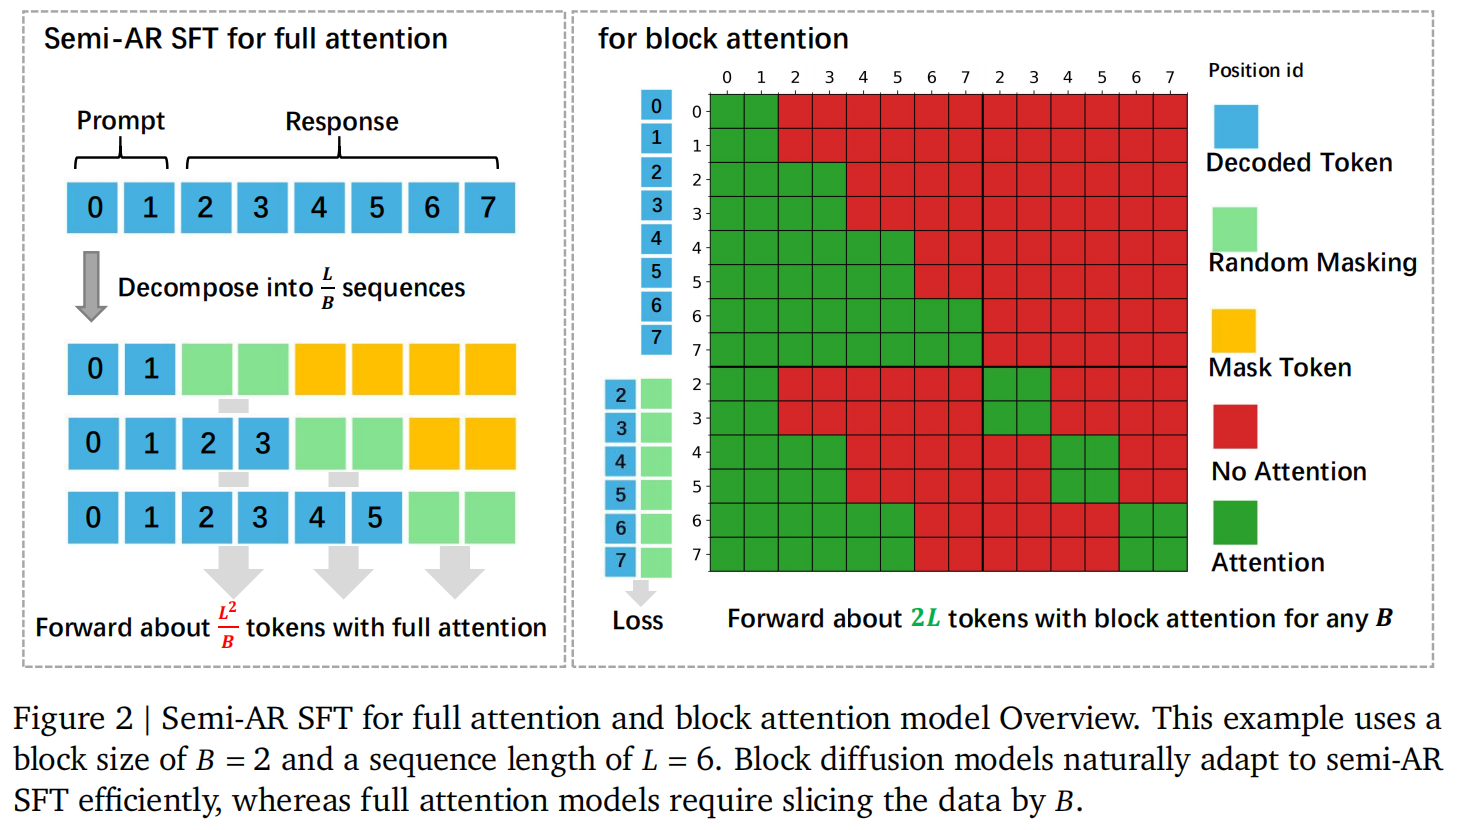 Semi-AR SFT for full attention
Prompt
Response
0 1 2 3 4 5 6 7
Decompose into L/B sequences
0 1
0 1 2 3
0 1 2 3 4 5
Forward about L²/B tokens with full attention
for block attention
0 1 2 3 4 5 6 7 2 3 4 5 6 7
0 0
1 1
2 2
3 3
4 4
5 5
6 6
7 7
2 2
3 3
4 4
5 5
6 6
7 7
Loss
Forward about 2L tokens with block attention for any B
Position id
Decoded Token
Random Masking
Mask Token
No Attention
Attention
Figure 2 | Semi-AR SFT for full attention and block attention model Overview. This example uses a
block size of B = 2 and a sequence length of L = 6. Block diffusion models naturally adapt to semi-AR
SFT efficiently, whereas full attention models require slicing the data by B.